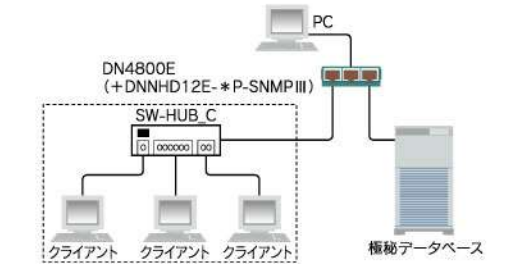 PC
DN4800E
(+DNNHD12E-*P-SNMPⅢ)
SW-HUB_C
クライアント クライアント クライアント
極秘データベース